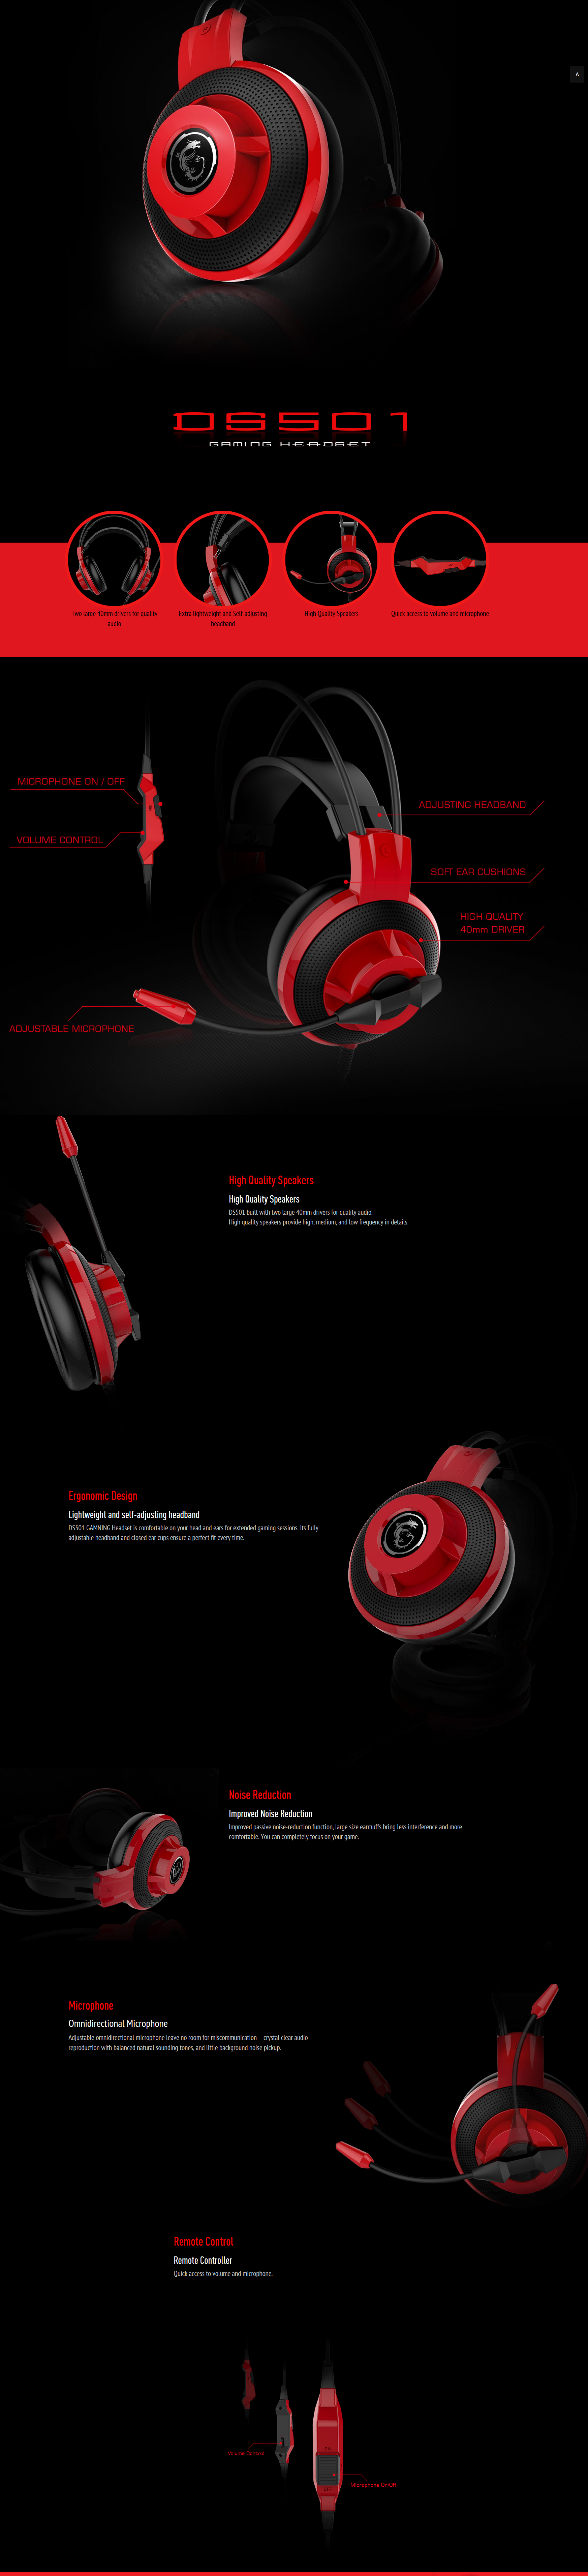 DS501
GAMING HEADSET
Two large 40mm drivers for quality
audio
Extra lightweight and Self-adjusting
headband
High Quality Speakers
Quick access to volume and microphone
MICROPHONE ON / OFF
VOLUME CONTROL
ADJUSTING HEADBAND
SOFT EAR CUSHIONS
HIGH QUALITY
40mm DRIVER
ADJUSTABLE MICROPHONE
High Quality Speakers
High Quality Speakers
DS501 built with two large 40mm drivers for quality audio.
High quality speakers provide high, medium, and low frequency in details.
Ergonomic Design
Lightweight and self-adjusting headband
DS501 GAMNING Headset is comfortable on your head and ears for extended gaming sessions. Its fully
adjustable headband and closed ear cups ensure a perfect fit every time.
Noise Reduction
Improved Noise Reduction
Improved passive noise-reduction function, large size earmuffs bring less interference and more
comfortable. You can completely focus on your game.
Microphone
Omnidirectional Microphone
Adjustable omnidirectional microphone leave no room for miscommunication – crystal clear audio
reproduction with balanced natural sounding tones, and little background noise pickup.
Remote Control
Remote Controller
Quick access to volume and microphone.
ON
Volume Control
Microphone On/Off
OFF